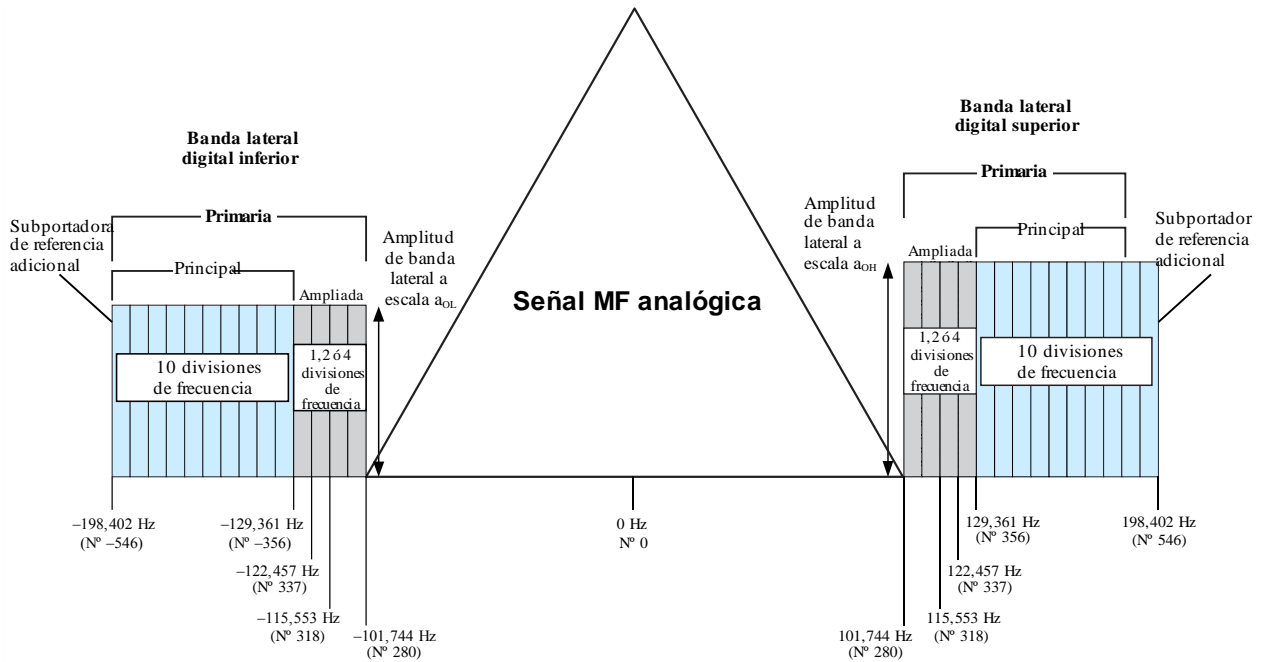 Banda lateral
digital inferior
Primaria
Subportadora
de referencia
adicional
Principal
Ampliada
Amplitud
de banda
lateral a
escala aOL
10 divisiones
de frecuencia
1,2 ó 4
divisiones
de
frecuencia
Señal MF analógica
Banda lateral
digital superior
Primaria
Amplitud
de banda
lateral a
escala aOH
Principal
Ampliada
Subportador
de referencia
adicional
1,2 ó 4
divisiones
de
frecuencia
10 divisiones
de frecuencia
–198,402 Hz
(Nº –546)
–129,361 Hz
(Nº –356)
–122,457 Hz
(Nº 337)
–115,553 Hz
(Nº 318)
–101,744 Hz
(Nº 280)
0 Hz
Nº 0
101,744 Hz
(Nº 280)
115,553 Hz
(Nº 318)
122,457 Hz
(Nº 337)
129,361 Hz
(Nº 356)
198,402 Hz
(Nº 546)